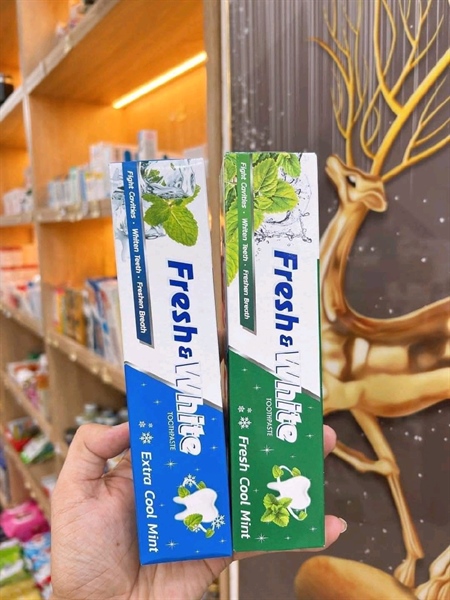 Fight Cavities • Whiten Teeth • Freshen Breath
Fresh &
White
TOOTHPASTE
Extra Cool Mint
Fight Cavities • Whiten Teeth • Freshen Breath
Fresh &
White
TOOTHPASTE
Fresh Cool Mint